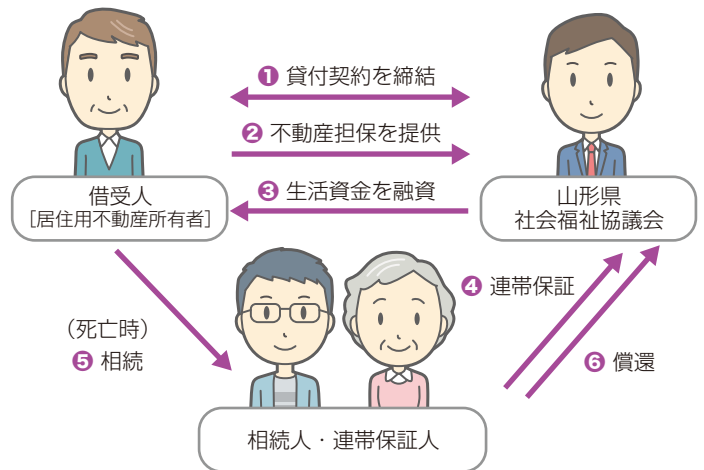 ❶ 貸付契約を締結
❷ 不動産担保を提供
❸ 生活資金を融資
借受人
［居住用不動産所有者］
山形県
社会福祉協議会
❹ 連帯保証
（死亡時）
❺ 相続
❻ 償還
相続人・連帯保証人